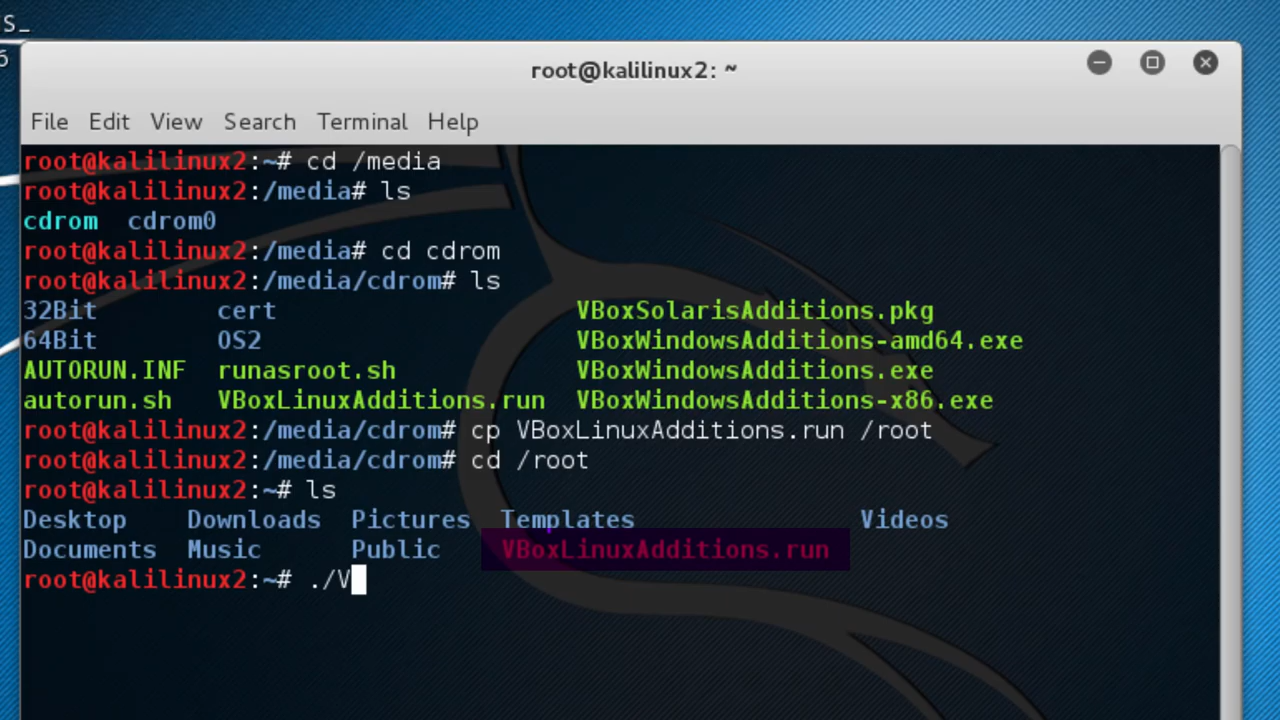 S_
6
root@kalilinux2: ~
File Edit View Search Terminal Help
root@kalilinux2:~# cd /media
root@kalilinux2:/media# ls
cdrom cdrom0
root@kalilinux2:/media# cd cdrom
root@kalilinux2:/media/cdrom# ls
32Bit cert VBoxSolarisAdditions.pkg
64Bit OS2 VBoxWindowsAdditions-amd64.exe
AUTORUN.INF runasroot.sh VBoxWindowsAdditions.exe
autorun.sh VBoxLinuxAdditions.run VBoxWindowsAdditions-x86.exe
root@kalilinux2:/media/cdrom# cp VBoxLinuxAdditions.run /root
root@kalilinux2:/media/cdrom# cd /root
root@kalilinux2:~# ls
Desktop Downloads Pictures Templates Videos
Documents Music Public VBoxLinuxAdditions.run
root@kalilinux2:~# ./V